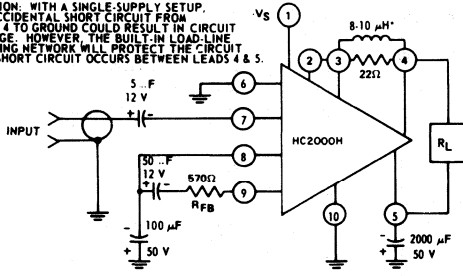 ION: WITH A SINGLE-SUPPLY SETUP,
CCIDENTAL SHORT CIRCUIT FROM
4 TO GROUND COULD RESULT IN CIRCUIT
GE. HOWEVER, THE BUILT-IN LOAD-LINE
ING NETWORK WILL PROTECT THE CIRCUIT
SHORT CIRCUIT OCCURS BETWEEN LEADS 4 & 5.
VS
1
8-10 µH*
2
3
4
22Ω
6
5 ..F
12 V
+
-
7
INPUT
HC2000H
RL
8
50 ..F
12 V
+
-
570Ω
9
RFB
10
5
-
100 µF
+
50 V
-
2000 µF
+
50 V